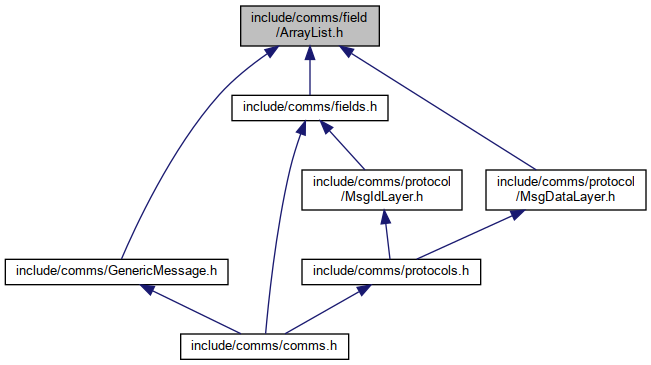 include/comms/field
/ArrayList.h
include/comms/fields.h
include/comms/protocol
/MsgIdLayer.h
include/comms/protocol
/MsgDataLayer.h
include/comms/GenericMessage.h
include/comms/protocols.h
include/comms/comms.h